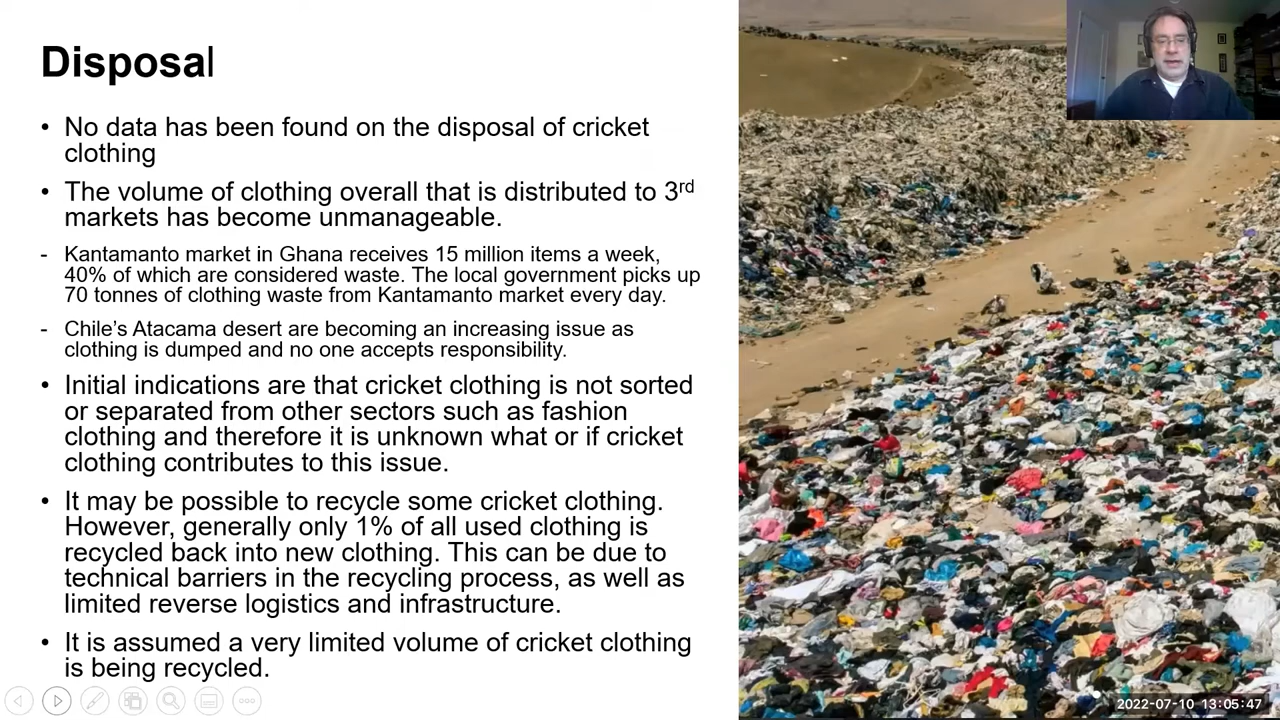 Disposal
• No data has been found on the disposal of cricket
clothing
• The volume of clothing overall that is distributed to 3rd
markets has become unmanageable.
- Kantamanto market in Ghana receives 15 million items a week,
40% of which are considered waste. The local government picks up
70 tonnes of clothing waste from Kantamanto market every day.
- Chile's Atacama desert are becoming an increasing issue as
clothing is dumped and no one accepts responsibility.
• Initial indications are that cricket clothing is not sorted
or separated from other sectors such as fashion
clothing and therefore it is unknown what or if cricket
clothing contributes to this issue.
• It may be possible to recycle some cricket clothing.
However, generally only 1% of all used clothing is
recycled back into new clothing. This can be due to
technical barriers in the recycling process, as well as
limited reverse logistics and infrastructure.
• It is assumed a very limited volume of cricket clothing
is being recycled.
2022-07-10 13:05:47